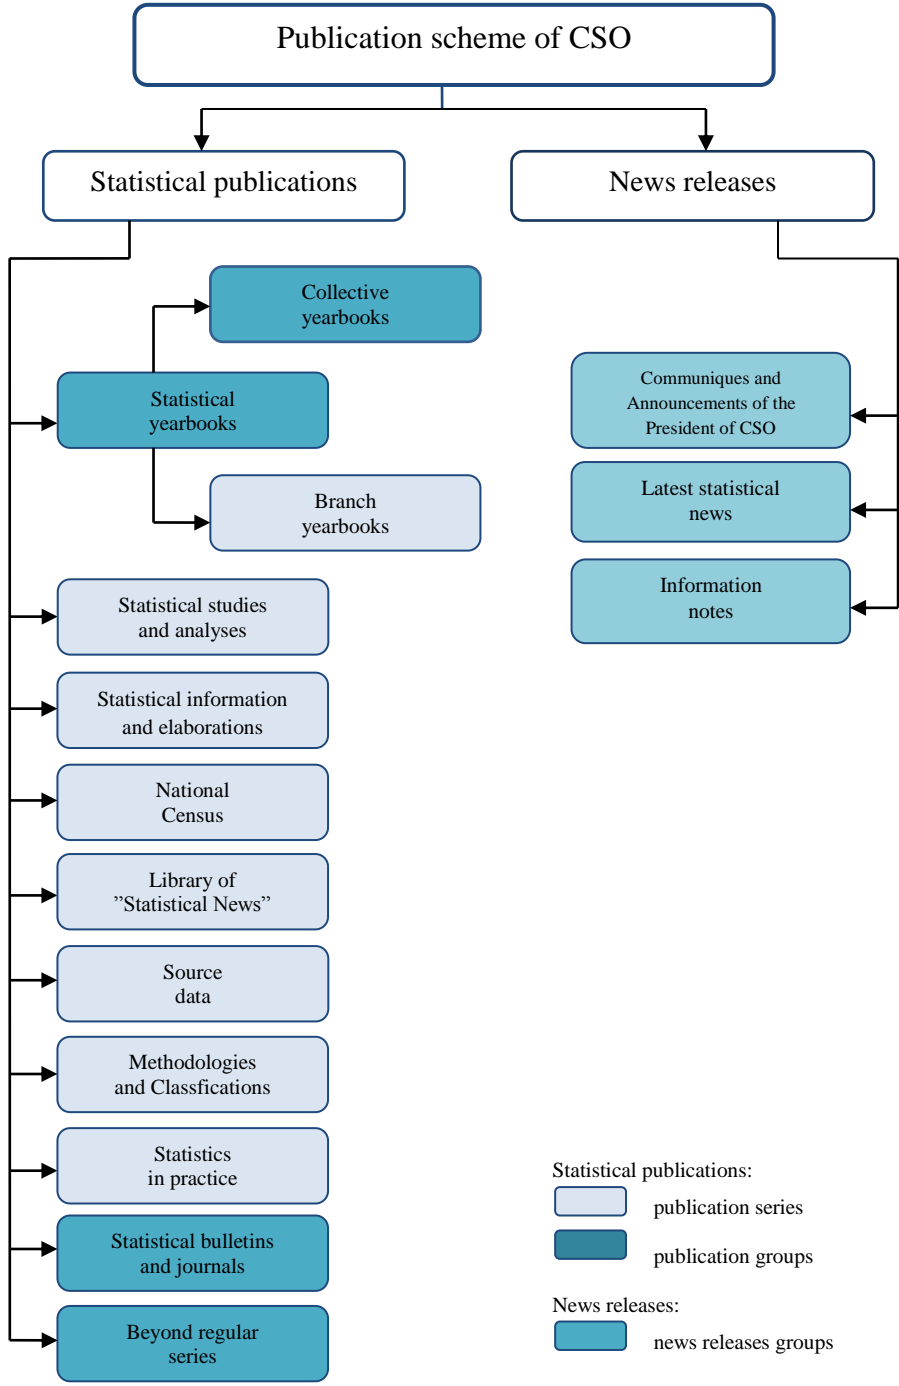 Publication scheme of CSO
Statistical publications
News releases
Collective
yearbooks
Statistical
yearbooks
Branch
yearbooks
Statistical studies
and analyses
Statistical information
and elaborations
National
Census
Library of
”Statistical News”
Source
data
Methodologies
and Classfications
Statistics
in practice
Statistical bulletins
and journals
Beyond regular
series
Communiques and
Announcements of the
President of CSO
Latest statistical
news
Information
notes
Statistical publications:
publication series
publication groups
News releases:
news releases groups